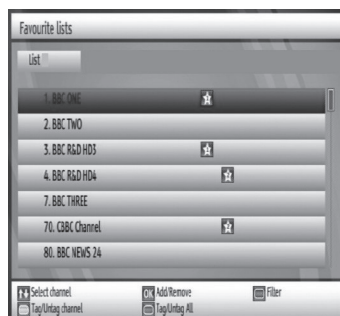 Favourite lists
List
1. BBC ONE
2. BBC TWO
3. BBC R&D HD3
4. BBC R&D HD4
7. BBC THREE
70. CBBC Channel
80. BBC NEWS 24
Select channel OK Add/Remove Filter
Tag/Untag channel Tag/Untag All